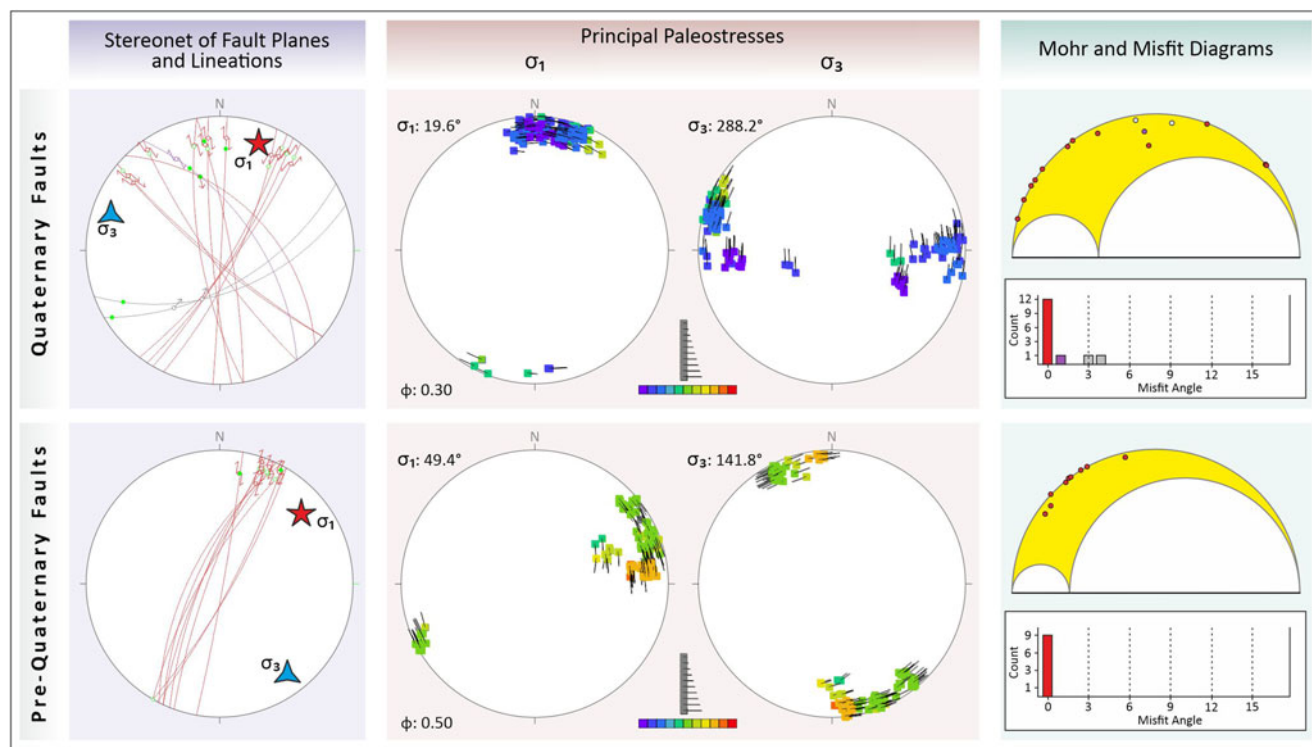 Stereonet of Fault Planes
and Lineations
Principal Paleostresses
σ1
σ3
Mohr and Misfit Diagrams
Quaternary Faults
N
σ1
σ3
N
σ1: 19.6°
ϕ: 0.30
N
σ3: 288.2°
Count
12
9
6
3
1
0 3 6 9 12 15
Misfit Angle
Pre-Quaternary Faults
N
σ1
σ3
σ1: 49.4°
N
ϕ: 0.50
σ3: 141.8°
N
Count
9
6
3
1
0 3 6 9 12 15
Misfit Angle